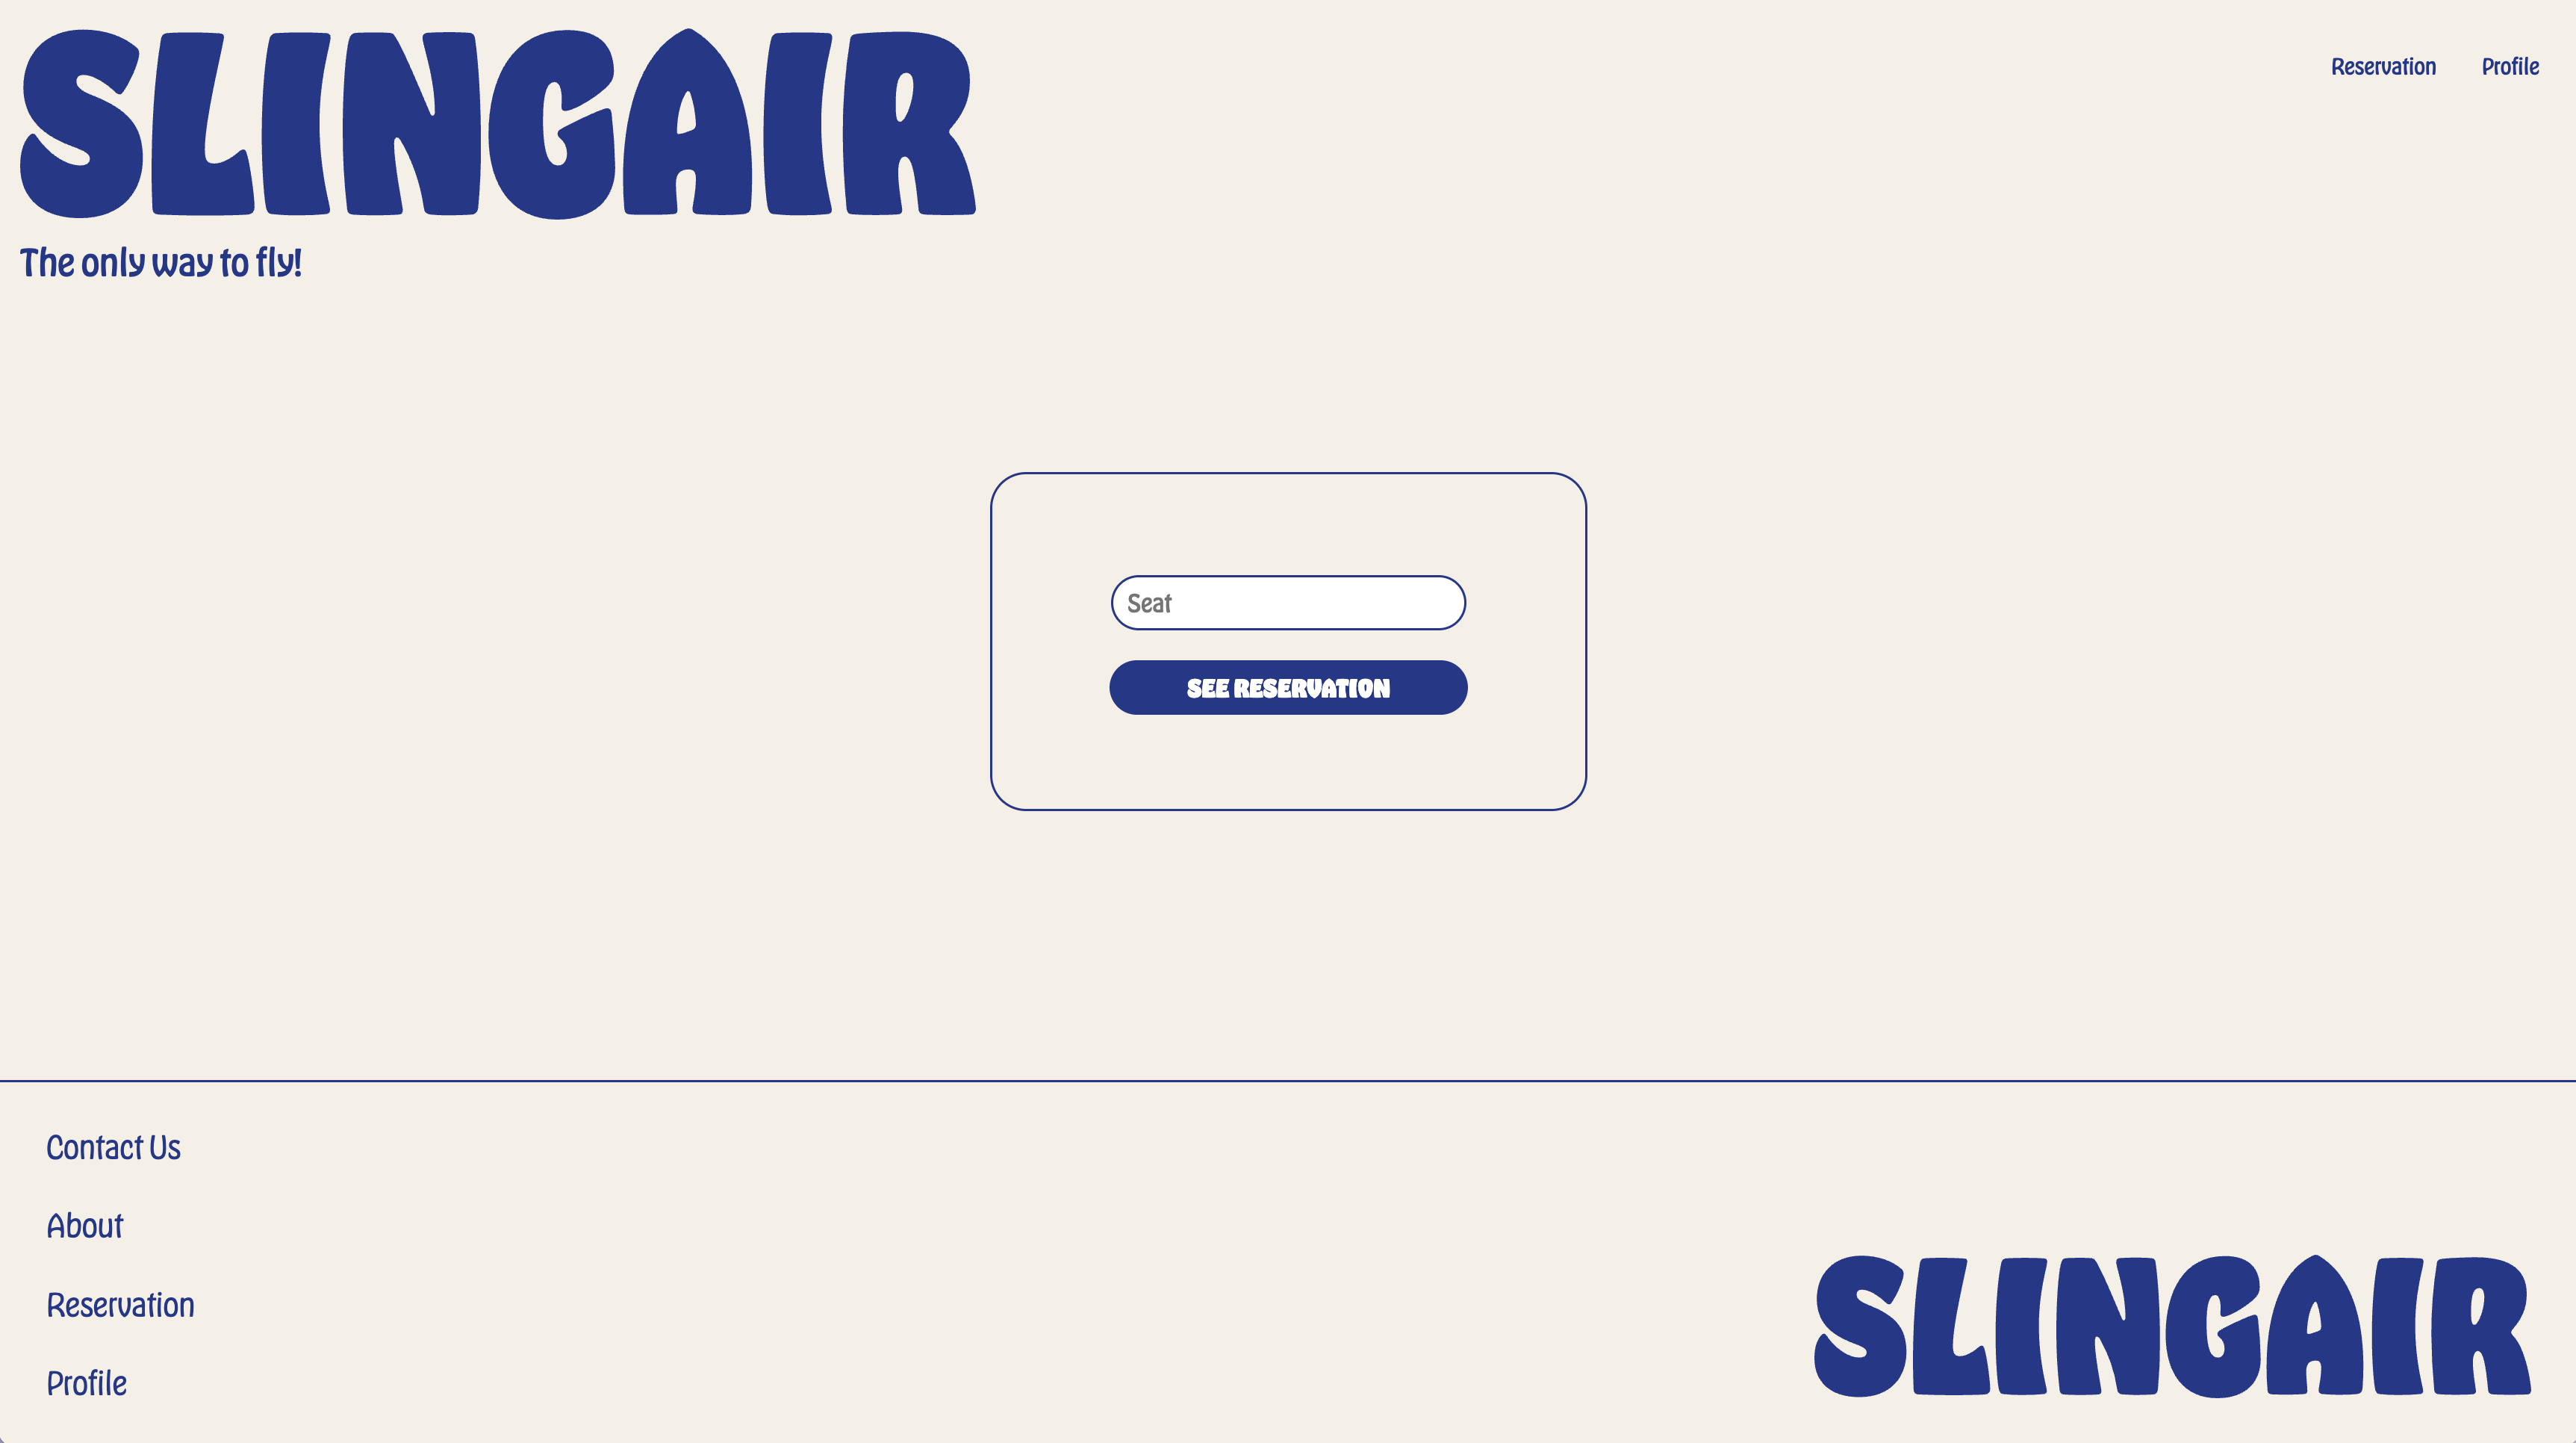 SLINGAIR
Reservation Profile
The only way to fly!
Seat
SEE RESERVATION
Contact Us
About
Reservation
Profile
SLINGAIR